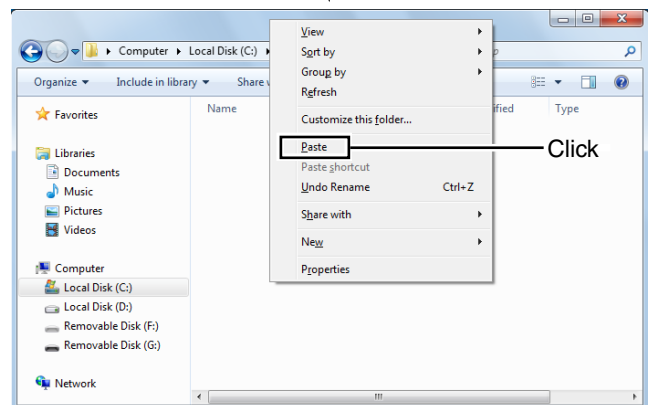 Computer ▸ Local Disk (C:) ▸
Organize ▾ Include in library ▾ Share
Name Type
Favorites
Libraries
Documents
Music
Pictures
Videos
Computer
Local Disk (C:)
Local Disk (D:)
Removable Disk (F:)
Removable Disk (G:)
Network
View
Sort by
Group by
Refresh
Customize this folder...
Paste
Paste shortcut
Undo Rename Ctrl+Z
Share with
New
Properties
Click